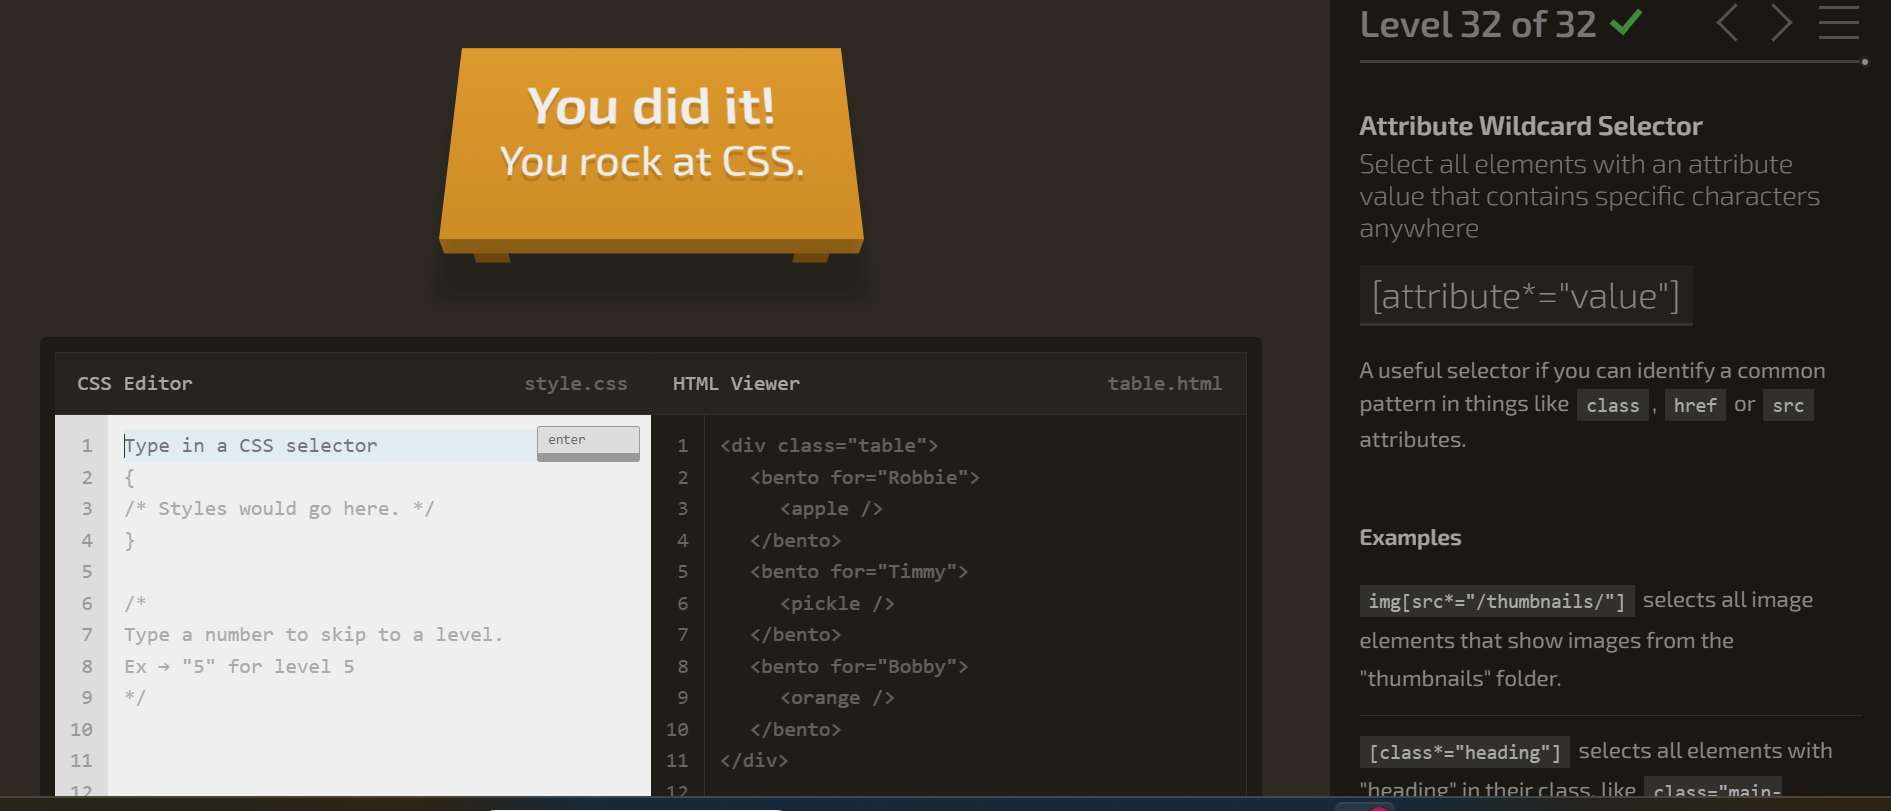 You did it!
You rock at CSS.
CSS Editor style.css
1 Type in a CSS selector enter
2 {
3 /* Styles would go here. */
4 }
5
6 /*
7 Type a number to skip to a level.
8 Ex → "5" for level 5
9 */
10
11
12
HTML Viewer table.html
1 <div class="table">
2 <bento for="Robbie">
3 <apple />
4 </bento>
5 <bento for="Timmy">
6 <pickle />
7 </bento>
8 <bento for="Bobby">
9 <orange />
10 </bento>
11 </div>
12
Level 32 of 32
Attribute Wildcard Selector
Select all elements with an attribute
value that contains specific characters
anywhere
[attribute*="value"]
A useful selector if you can identify a common
pattern in things like class , href or src
attributes.
Examples
img[src*="/thumbnails/"] selects all image
elements that show images from the
"thumbnails" folder.
[class*="heading"] selects all elements with
"heading" in their class, like class="main-